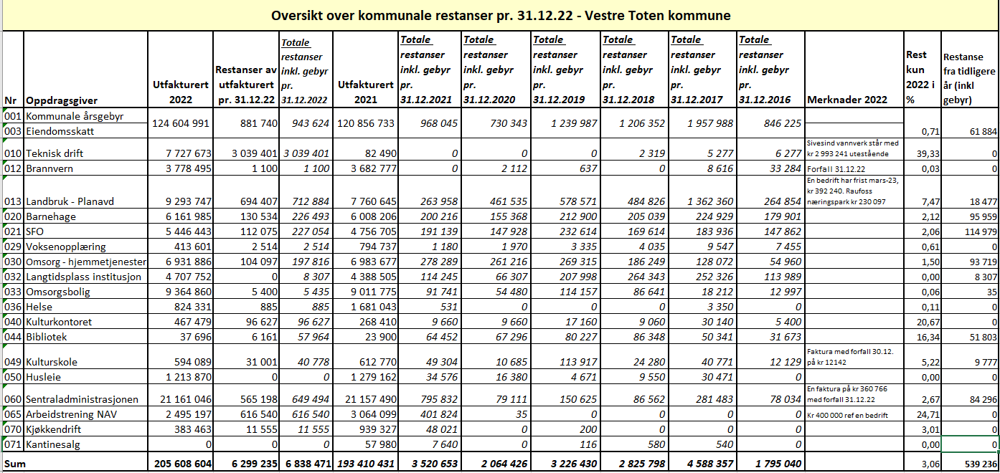 Oversikt over kommunale restanser pr. 31.12.22 - Vestre Toten kommune
Nr Oppdragsgiver Utfakturert 2022 Restanser av utfakturert pr. 31.12.22 Totale restanser inkl. gebyr pr. 31.12.2022 Utfakturert 2021 Totale restanser inkl. gebyr pr. 31.12.2021 Totale restanser inkl. gebyr pr. 31.12.2020 Totale restanser inkl. gebyr pr. 31.12.2019 Totale restanser inkl. gebyr pr. 31.12.2018 Totale restanser inkl. gebyr pr. 31.12.2017 Totale restanser inkl. gebyr pr. 31.12.2016 Merknader 2022 Rest kun 2022 i % Restanse fra tidligere år (inkl gebyr)
001 Kommunale årsgebyr
124 604 991 881 740 943 624 120 856 733 968 045 730 343 1 239 987 1 206 352 1 957 988 846 225
003 Eiendomsskatt 0,71 61 884
010 Teknisk drift 7 727 673 3 039 401 3 039 401 82 490 0 0 0 2 319 5 277 6 277 Sivesind vannverk står med kr 2 993 241 utestående 39,33 0
012 Brannvern 3 778 495 1 100 1 100 3 682 777 0 2 112 637 0 8 616 33 284 Forfall 31.12.22 0,03 0
013 Landbruk - Planavd 9 293 747 694 407 712 884 7 760 645 263 958 461 535 578 571 484 826 1 362 360 264 854 En bedrift har frist mars-23, kr 392 240. Raufoss næringspark kr 230 097 7,47 18 477
020 Barnehage 6 161 985 130 534 226 493 6 008 206 200 216 155 368 212 900 205 039 224 929 179 901 2,12 95 959
021 SFO 5 446 443 112 075 227 054 4 756 705 191 139 147 928 232 614 169 614 183 936 147 862 2,06 114 979
029 Voksenopplæring 413 601 2 514 2 514 794 737 1 180 1 970 3 335 4 035 9 547 7 455 0,61 0
030 Omsorg - hjemmetjenester 6 931 886 104 097 197 816 6 983 677 278 289 261 216 269 315 186 249 128 072 54 960 1,50 93 719
032 Langtidsplass institusjon 4 707 752 0 8 307 4 388 505 114 245 66 307 207 998 264 343 252 326 113 989 0,00 8 307
033 Omsorgsbolig 9 364 860 5 400 5 435 9 011 775 91 741 54 480 114 157 86 641 18 212 12 997 0,06 35
036 Helse 824 331 885 885 1 681 043 531 0 0 0 3 350 0 0,11 0
040 Kulturkontoret 467 479 96 627 96 627 268 410 9 660 9 660 17 160 9 060 30 140 5 400 20,67 0
044 Bibliotek 37 696 6 161 57 964 23 900 64 452 67 296 80 227 86 348 50 341 31 673 16,34 51 803
049 Kulturskole 594 089 31 001 40 778 612 770 49 304 10 685 113 917 24 280 40 771 12 129 Faktura med forfall 30.12. på kr 12142 5,22 9 777
050 Husleie 1 213 870 0 0 1 279 162 34 576 16 380 4 671 9 550 30 471 0 0,00 0
060 Sentraladministrasjonen 21 161 046 565 198 649 494 21 157 490 795 832 79 111 150 625 86 562 281 483 78 034 En faktura på kr 360 766 med forfall 31.12.22 2,67 84 296
065 Arbeidstrening NAV 2 495 197 616 540 616 540 3 064 099 401 824 35 0 0 0 0 Kr 400 000 ref en bedrift 24,71 0
070 Kjøkkendrift 383 463 11 555 11 555 939 327 48 021 0 200 0 0 0 3,01 0
071 Kantinesalg 0 0 0 57 980 7 640 0 116 580 540 0 0,00 0
Sum 205 608 604 6 299 235 6 838 471 193 410 431 3 520 653 2 064 426 3 226 430 2 825 798 4 588 357 1 795 040 3,06 539 236